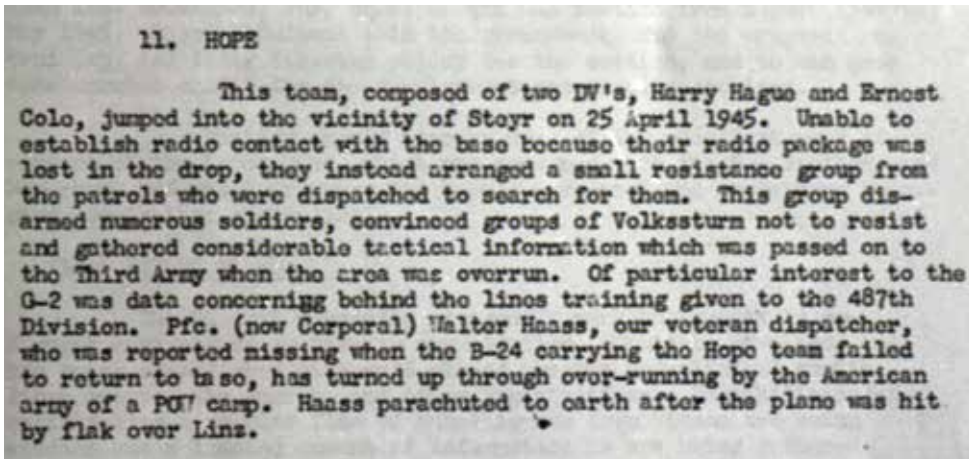 11. HOPE
This team, composed of two DV's, Harry Hague and Ernest
Cole, jumped into the vicinity of Steyr on 25 April 1945. Unable to
establish radio contact with the base because their radio package was
lost in the drop, they instead arranged a small resistance group from
the patrols who were dispatched to search for them. This group dis-
armed numerous soldiers, convinced groups of Volkssturm not to resist
and gathered considerable tactical information which was passed on to
the Third Army when the area was overrun. Of particular interest to the
G-2 was data concerning behind the lines training given to the 487th
Division. Pfc. (now Corporal) Walter Haass, our veteran dispatcher,
who was reported missing when the B-24 carrying the Hope team failed
to return to base, has turned up through over-running by the American
army of a POW camp. Haass parachuted to earth after the plane was hit
by flak over Linz.